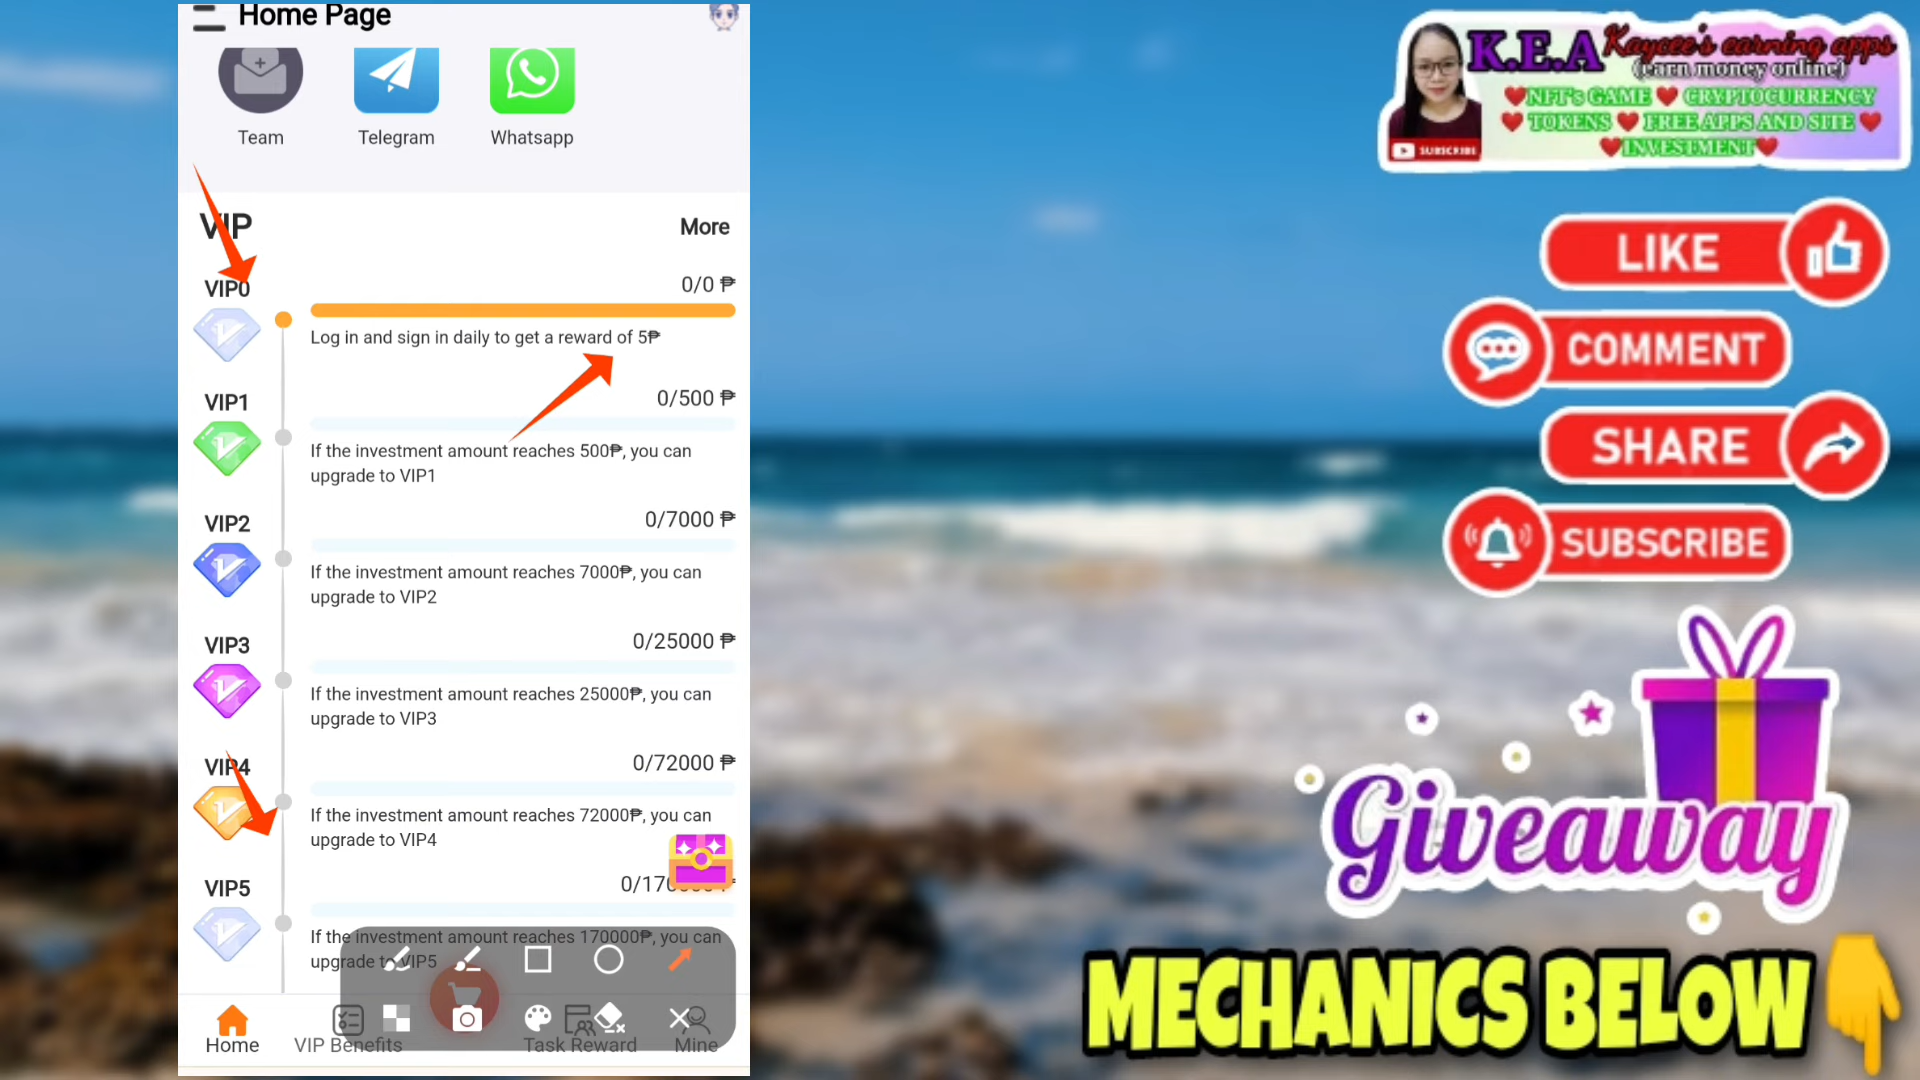 Home Page
Team
Telegram
Whatsapp
VIP
More
VIP0
0/0 ₱
Log in and sign in daily to get a reward of 5₱
VIP1
0/500 ₱
If the investment amount reaches 500₱, you can
upgrade to VIP1
VIP2
0/7000 ₱
If the investment amount reaches 7000₱, you can
upgrade to VIP2
VIP3
0/25000 ₱
If the investment amount reaches 25000₱, you can
upgrade to VIP3
VIP4
0/72000 ₱
If the investment amount reaches 72000₱, you can
upgrade to VIP4
VIP5
If the investment amount reaches 170000₱, you can
upgrade to VIP5
Home
VIP Benefits
Task Reward
Mine
K.E.A Kaycee's earning apps
(earn money online)
NFT's GAME CRYPTOCURRENCY
TOKENS FREE APPS AND SITE
INVESTMENT
SUBSCRIBE
LIKE
COMMENT
SHARE
SUBSCRIBE
Giveaway
MECHANICS BELOW